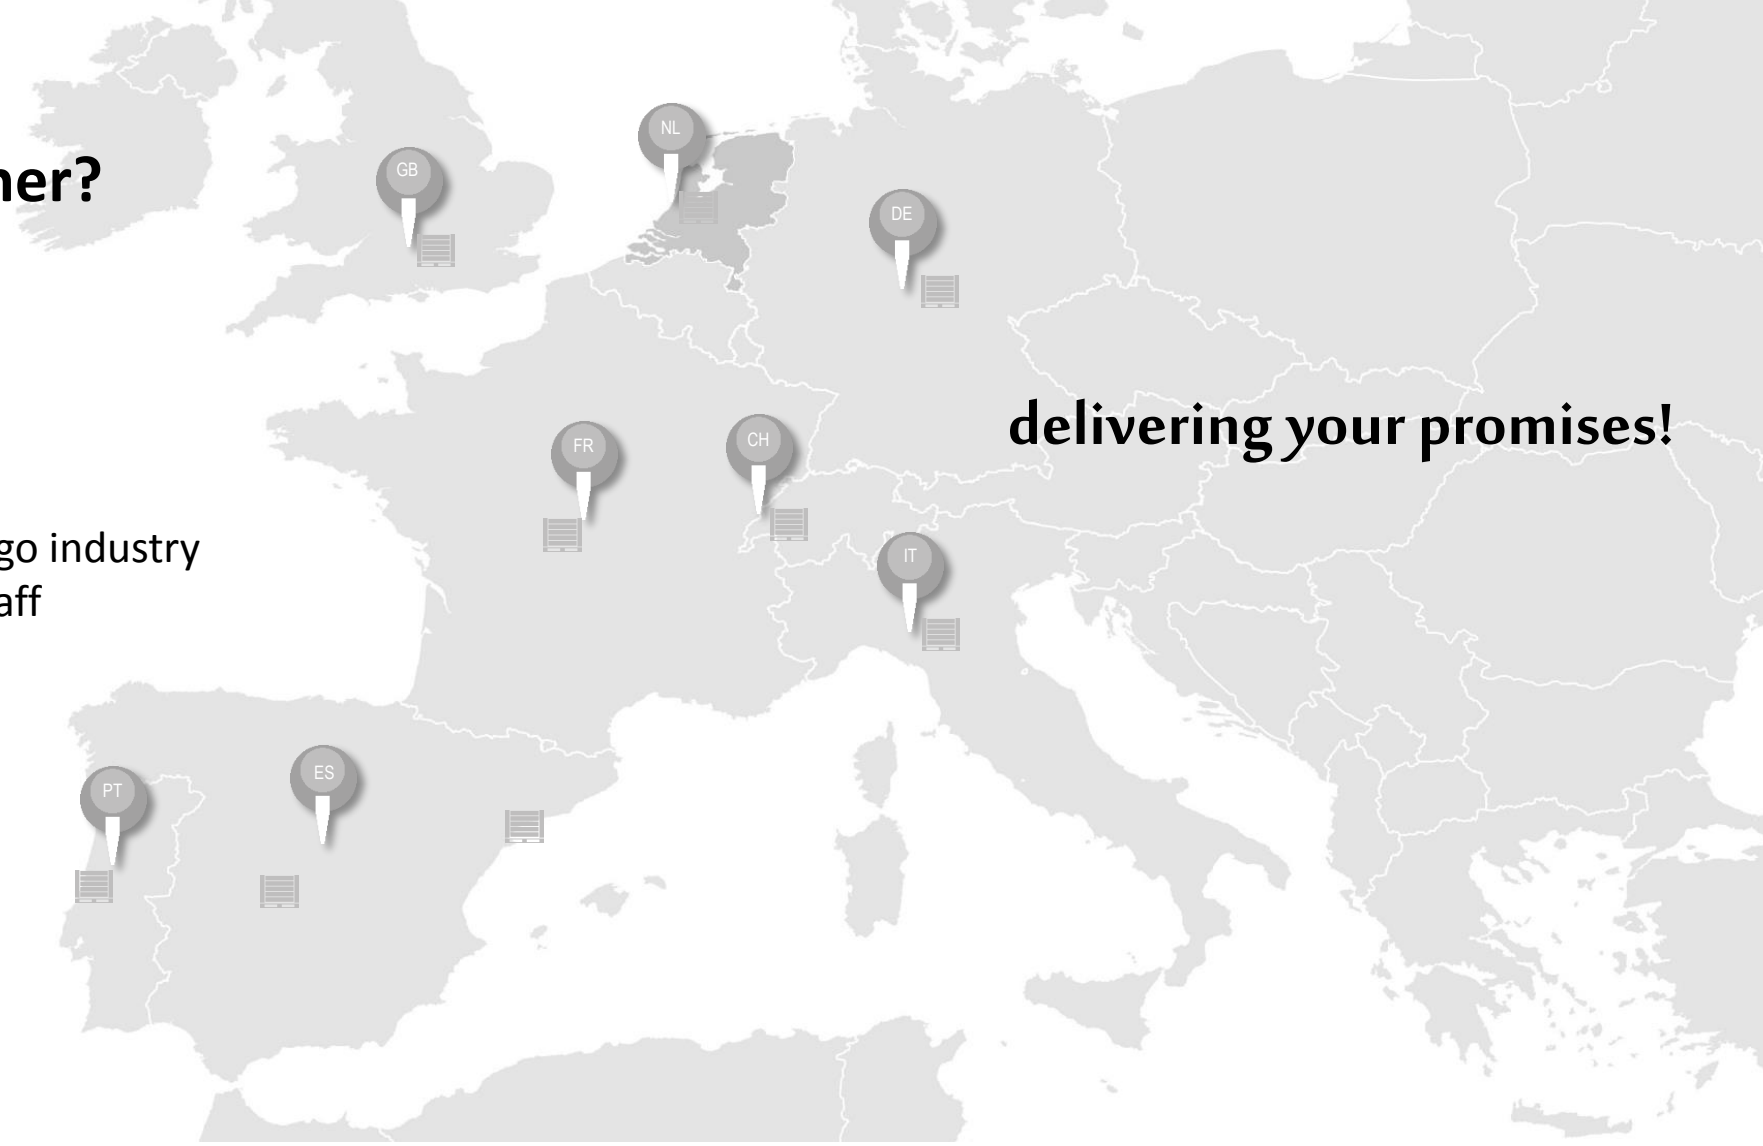 NL
GB
ner?
DE
delivering your promises!
FR
CH
go industry
IT
aff
ES
PT